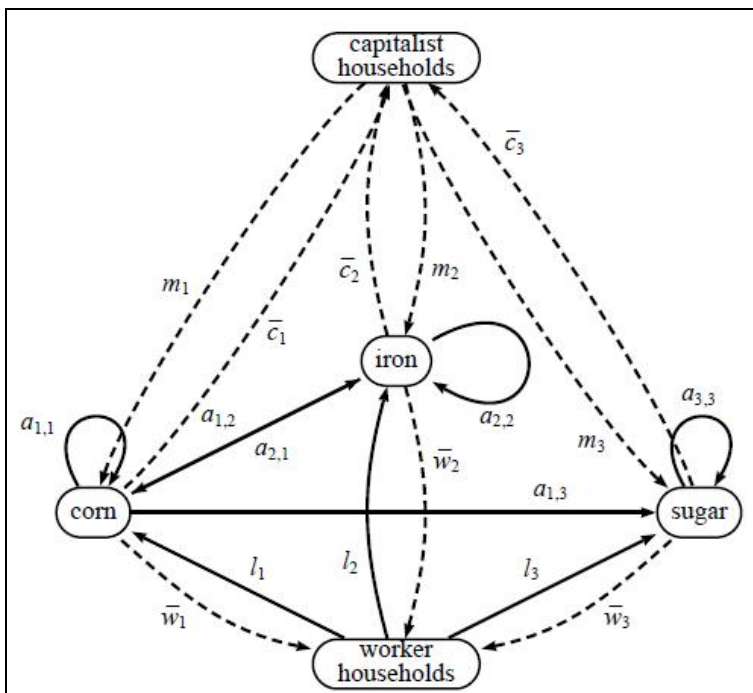 capitalist
households
c̄3
m1
c̄2
m2
c̄1
iron
a1,1
a1,2
a2,1
a2,2
a3,3
m3
w̄2
corn
a1,3
sugar
l1
l2
l3
w̄1
w̄3
worker
households